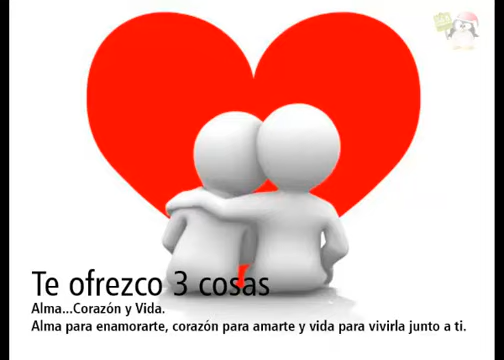 Te ofrezco 3 cosas
Alma...Corazón y Vida.
Alma para enamorarte, corazón para amarte y vida para vivirla junto a ti.